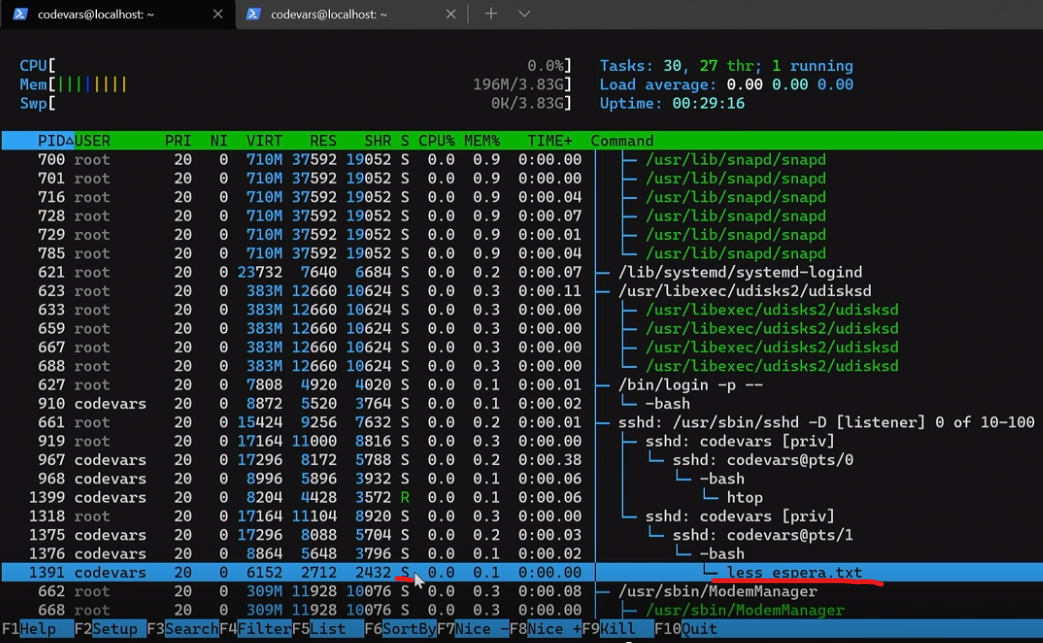 codevars@localhost: ~ × codevars@localhost: ~ × +
CPU[ 0.0%] Tasks: 30, 27 thr; 1 running
Mem[||||||||| 196M/3.83G] Load average: 0.00 0.00 0.00
Swp[ 0K/3.83G] Uptime: 00:29:16
PID△USER PRI NI VIRT RES SHR S CPU% MEM% TIME+ Command
700 root 20 0 710M 37592 19052 S 0.0 0.9 0:00.00 ├─ /usr/lib/snapd/snapd
701 root 20 0 710M 37592 19052 S 0.0 0.9 0:00.00 ├─ /usr/lib/snapd/snapd
716 root 20 0 710M 37592 19052 S 0.0 0.9 0:00.04 ├─ /usr/lib/snapd/snapd
728 root 20 0 710M 37592 19052 S 0.0 0.9 0:00.07 ├─ /usr/lib/snapd/snapd
729 root 20 0 710M 37592 19052 S 0.0 0.9 0:00.01 ├─ /usr/lib/snapd/snapd
785 root 20 0 710M 37592 19052 S 0.0 0.9 0:00.04 └─ /usr/lib/snapd/snapd
621 root 20 0 23732 7640 6684 S 0.0 0.2 0:00.07 ├─ /lib/systemd/systemd-logind
623 root 20 0 383M 12660 10624 S 0.0 0.3 0:00.11 ├─ /usr/libexec/udisks2/udisksd
633 root 20 0 383M 12660 10624 S 0.0 0.3 0:00.00 ├─ /usr/libexec/udisks2/udisksd
659 root 20 0 383M 12660 10624 S 0.0 0.3 0:00.00 ├─ /usr/libexec/udisks2/udisksd
667 root 20 0 383M 12660 10624 S 0.0 0.3 0:00.00 ├─ /usr/libexec/udisks2/udisksd
688 root 20 0 383M 12660 10624 S 0.0 0.3 0:00.00 └─ /usr/libexec/udisks2/udisksd
627 root 20 0 7808 4920 4020 S 0.0 0.1 0:00.01 ├─ /bin/login -p --
910 codevars 20 0 8872 5520 3764 S 0.0 0.1 0:00.02 └─ -bash
661 root 20 0 15424 9256 7632 S 0.0 0.2 0:00.01 ├─ sshd: /usr/sbin/sshd -D [listener] 0 of 10-100
919 root 20 0 17164 11000 8816 S 0.0 0.3 0:00.00 ├─ sshd: codevars [priv]
967 codevars 20 0 17296 8172 5788 S 0.0 0.2 0:00.38 └─ sshd: codevars@pts/0
968 codevars 20 0 8996 5896 3932 S 0.0 0.1 0:00.06 └─ -bash
1399 codevars 20 0 8204 4428 3572 R 0.0 0.1 0:00.06 └─ htop
1318 root 20 0 17164 11104 8920 S 0.0 0.3 0:00.00 └─ sshd: codevars [priv]
1375 codevars 20 0 17296 8088 5704 S 0.0 0.2 0:00.03 └─ sshd: codevars@pts/1
1376 codevars 20 0 8864 5648 3796 S 0.0 0.1 0:00.02 └─ -bash
1391 codevars 20 0 6152 2712 2432 S 0.0 0.1 0:00.00 └─ less espera.txt
662 root 20 0 309M 11928 10076 S 0.0 0.3 0:00.08 ├─ /usr/sbin/ModemManager
668 root 20 0 309M 11928 10076 S 0.0 0.3 0:00.00 ├─ /usr/sbin/ModemManager
F1Help F2Setup F3SearchF4FilterF5List F6SortByF7Nice -F8Nice +F9Kill F10Quit